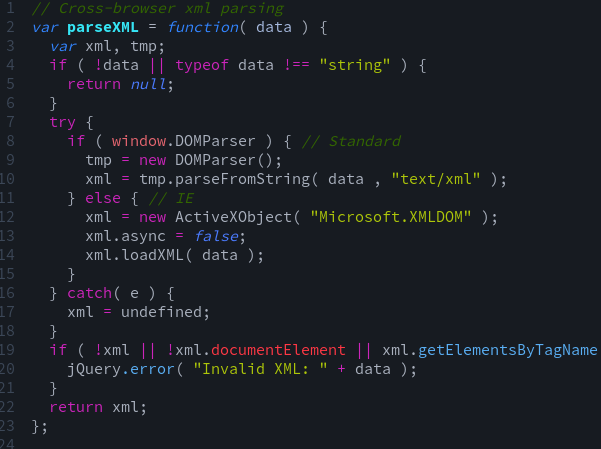 1 // Cross-browser xml parsing
2 var parseXML = function( data ) {
3 var xml, tmp;
4 if ( !data || typeof data !== "string" ) {
5 return null;
6 }
7 try {
8 if ( window.DOMParser ) { // Standard
9 tmp = new DOMParser();
10 xml = tmp.parseFromString( data , "text/xml" );
11 } else { // IE
12 xml = new ActiveXObject( "Microsoft.XMLDOM" );
13 xml.async = false;
14 xml.loadXML( data );
15 }
16 } catch( e ) {
17 xml = undefined;
18 }
19 if ( !xml || !xml.documentElement || xml.getElementsByTagName
20 jQuery.error( "Invalid XML: " + data );
21 }
22 return xml;
23 };
24